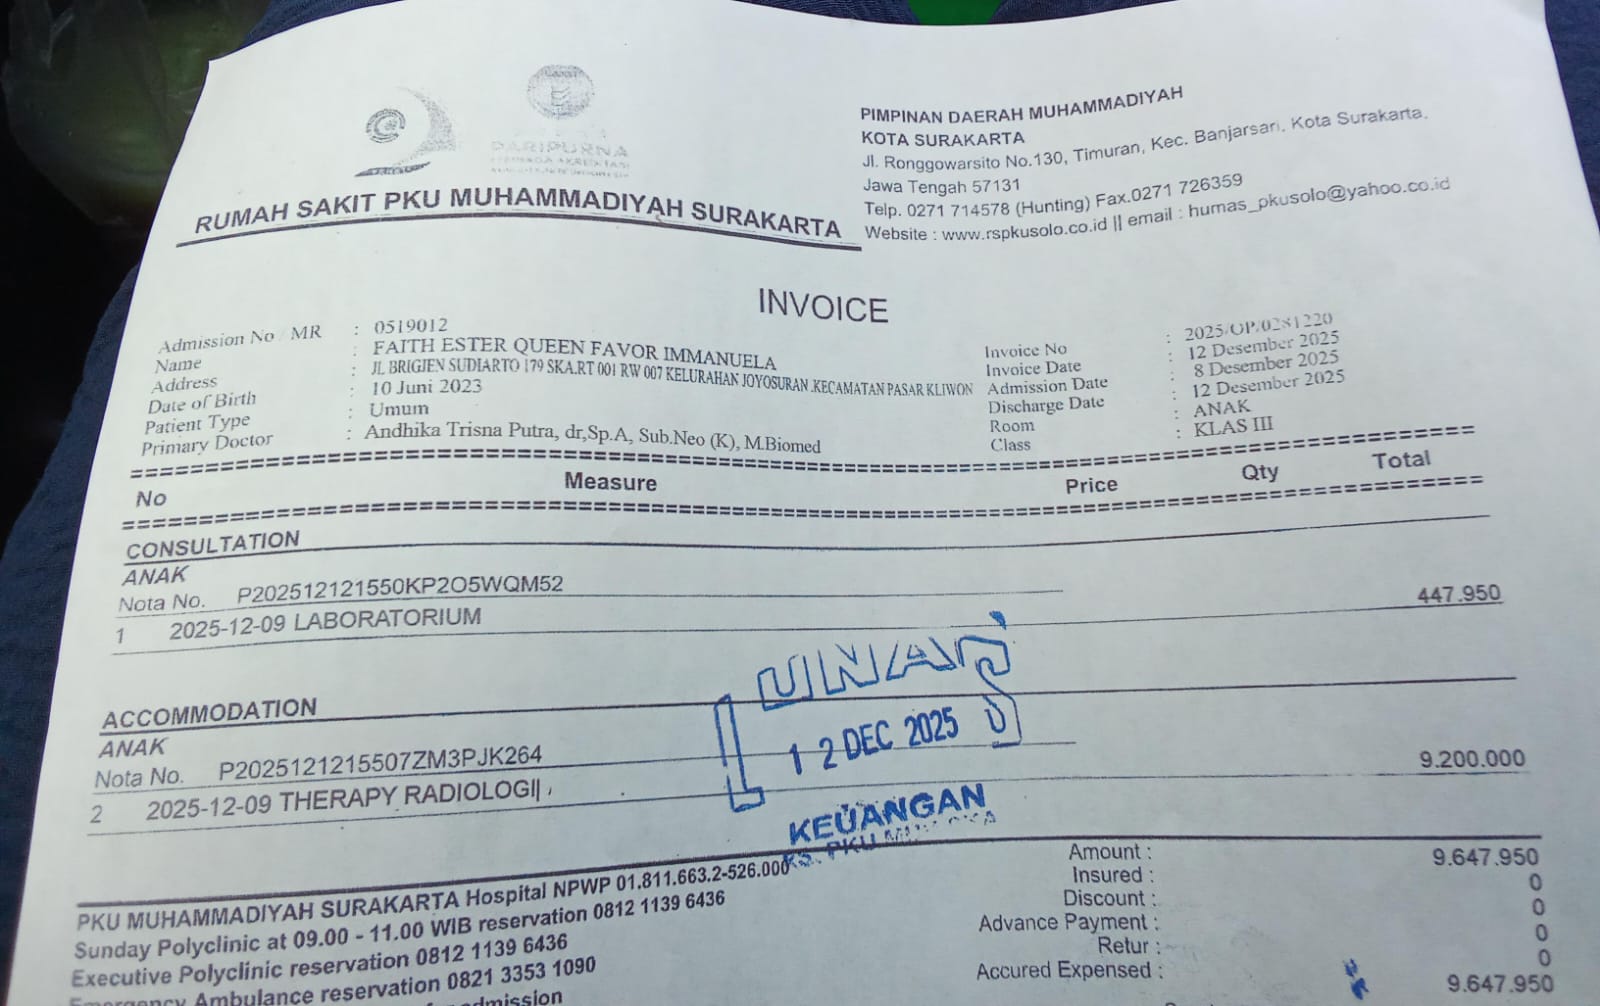 PARIPURNA
RUMAH SAKIT PKU MUHAMMADIYAH SURAKARTA
PIMPINAN DAERAH MUHAMMADIYAH
KOTA SURAKARTA
Jl. Ronggowarsito No.130, Timuran, Kec. Banjarsari, Kota Surakarta,
Jawa Tengah 57131
Telp. 0271 714578 (Hunting) Fax.0271 726359
Website : www.rspkusolo.co.id || email : humas_pkusolo@yahoo.co.id
INVOICE
Admission No / MR : 0519012
Name : FAITH ESTER QUEEN FAVOR IMMANUELA
Address : JL BRIGJEN SUDIARTO 179 SKA.RT 001 RW 007 KELURAHAN JOYOSURAN .KECAMATAN PASAR KLIWON
Date of Birth : 10 Juni 2023
Patient Type : Umum
Primary Doctor : Andhika Trisna Putra, dr,Sp.A, Sub.Neo (K), M.Biomed
Invoice No : 2025/OP/0281220
Invoice Date : 12 Desember 2025
Admission Date : 8 Desember 2025
Discharge Date : 12 Desember 2025
Room : ANAK
Class : KLAS III
No Measure Price Qty Total
CONSULTATION
ANAK
Nota No. P202512121550KP2O5WQM52
1 2025-12-09 LABORATORIUM 447.950
ACCOMMODATION
ANAK
Nota No. P2025121215507ZM3PJK264
2 2025-12-09 THERAPY RADIOLOGI| 9.200.000
LUNAS
12 DEC 2025
KEUANGAN
RS. PKU
PKU MUHAMMADIYAH SURAKARTA Hospital NPWP 01.811.663.2-526.000
Sunday Polyclinic at 09.00 - 11.00 WIB reservation 0812 1139 6436
Executive Polyclinic reservation 0812 1139 6436
Emergency Ambulance reservation 0821 3353 1090
admission
Amount : 9.647.950
Insured : 0
Discount : 0
Advance Payment : 0
Retur : 0
Accured Expensed : 9.647.950